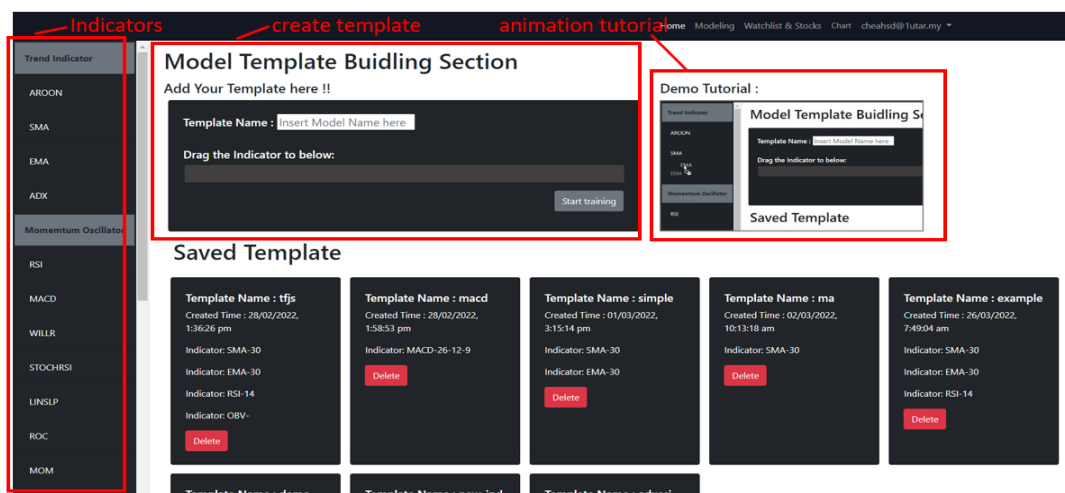 Indicators
create template
animation tutorial
Home Modeling Watchlist & Stocks Chart cheahsd@1utar.my
Trend Indicator
AROON
SMA
EMA
ADX
Momentum Oscillator
RSI
MACD
WILLR
STOCHRSI
LINSLP
ROC
MOM
Model Template Buidling Section
Add Your Template here !!
Template Name : Insert Model Name here
Drag the Indicator to below:
Start training
Demo Tutorial :
Trend Indicator
AROON
SMA
EMA
EMA
Momentum Oscillator
RSI
Model Template Buidling Se
Template Name : Insert Model Name here
Drag the Indicator to below:
Saved Template
Saved Template
Template Name : tfjs
Created Time : 28/02/2022,
1:36:26 pm
Indicator: SMA-30
Indicator: EMA-30
Indicator: RSI-14
Indicator: OBV-
Delete
Template Name : macd
Created Time : 28/02/2022,
1:58:53 pm
Indicator: MACD-26-12-9
Delete
Template Name : simple
Created Time : 01/03/2022,
3:15:14 pm
Indicator: SMA-30
Indicator: EMA-30
Delete
Template Name : ma
Created Time : 02/03/2022,
10:13:18 am
Indicator: SMA-30
Delete
Template Name : example
Created Time : 26/03/2022,
7:49:04 am
Indicator: SMA-30
Indicator: EMA-30
Indicator: RSI-14
Delete
Template Name
Template Name
Template Name